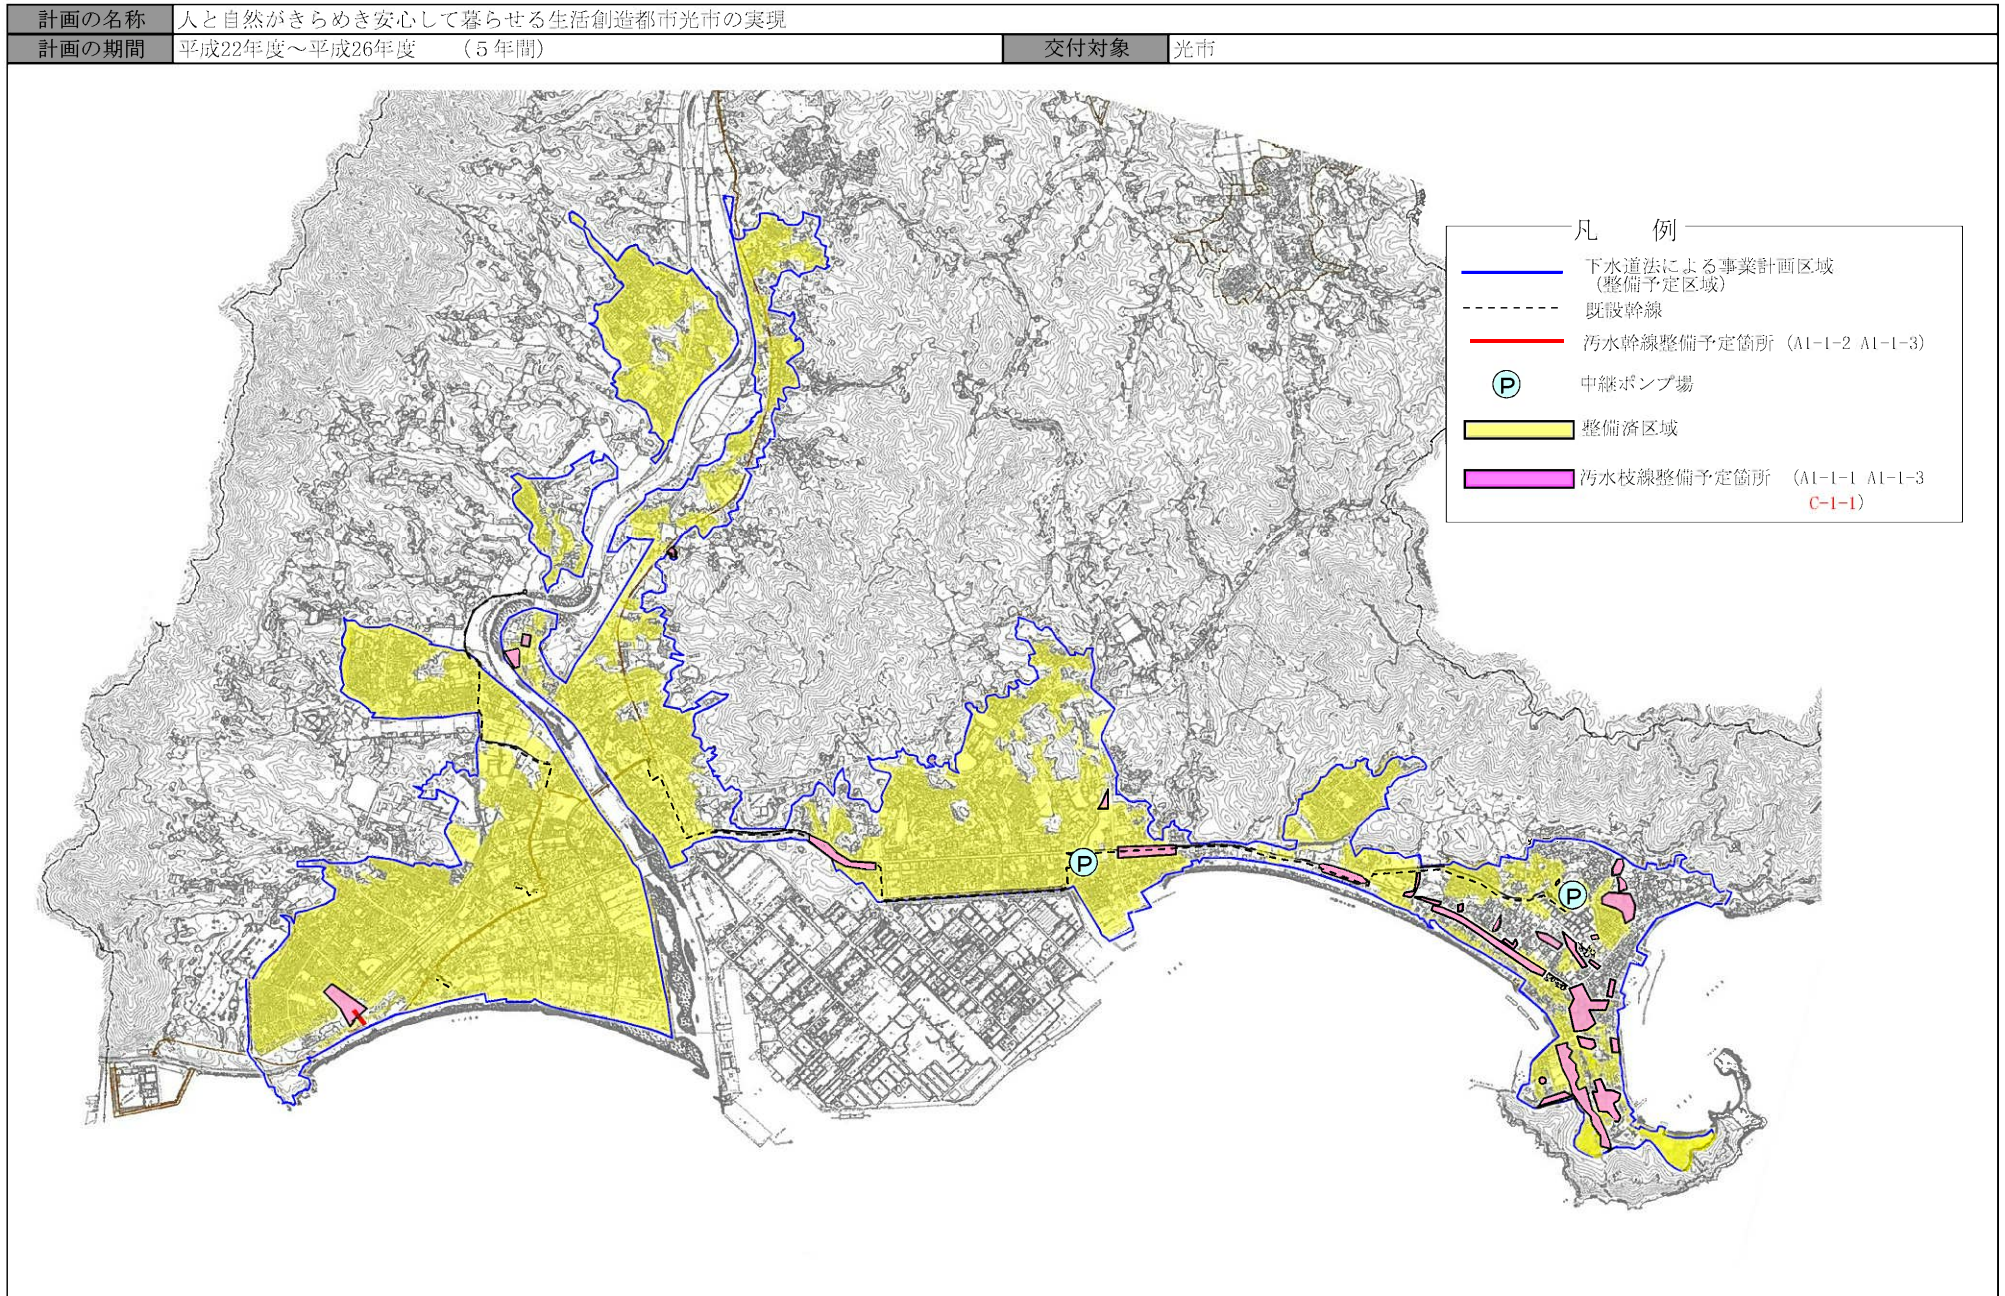 計画の名称 人と自然がきらめき安心して暮らせる生活創造都市光市の実現
計画の期間 平成22年度～平成26年度 （５年間） 交付対象 光市
凡 例
下水道法による事業計画区域
（整備予定区域）
既設幹線
汚水幹線整備予定箇所（A1-1-2 A1-1-3）
P 中継ポンプ場
整備済区域
汚水枝線整備予定箇所 （A1-1-1 A1-1-3
C-1-1）
P
P